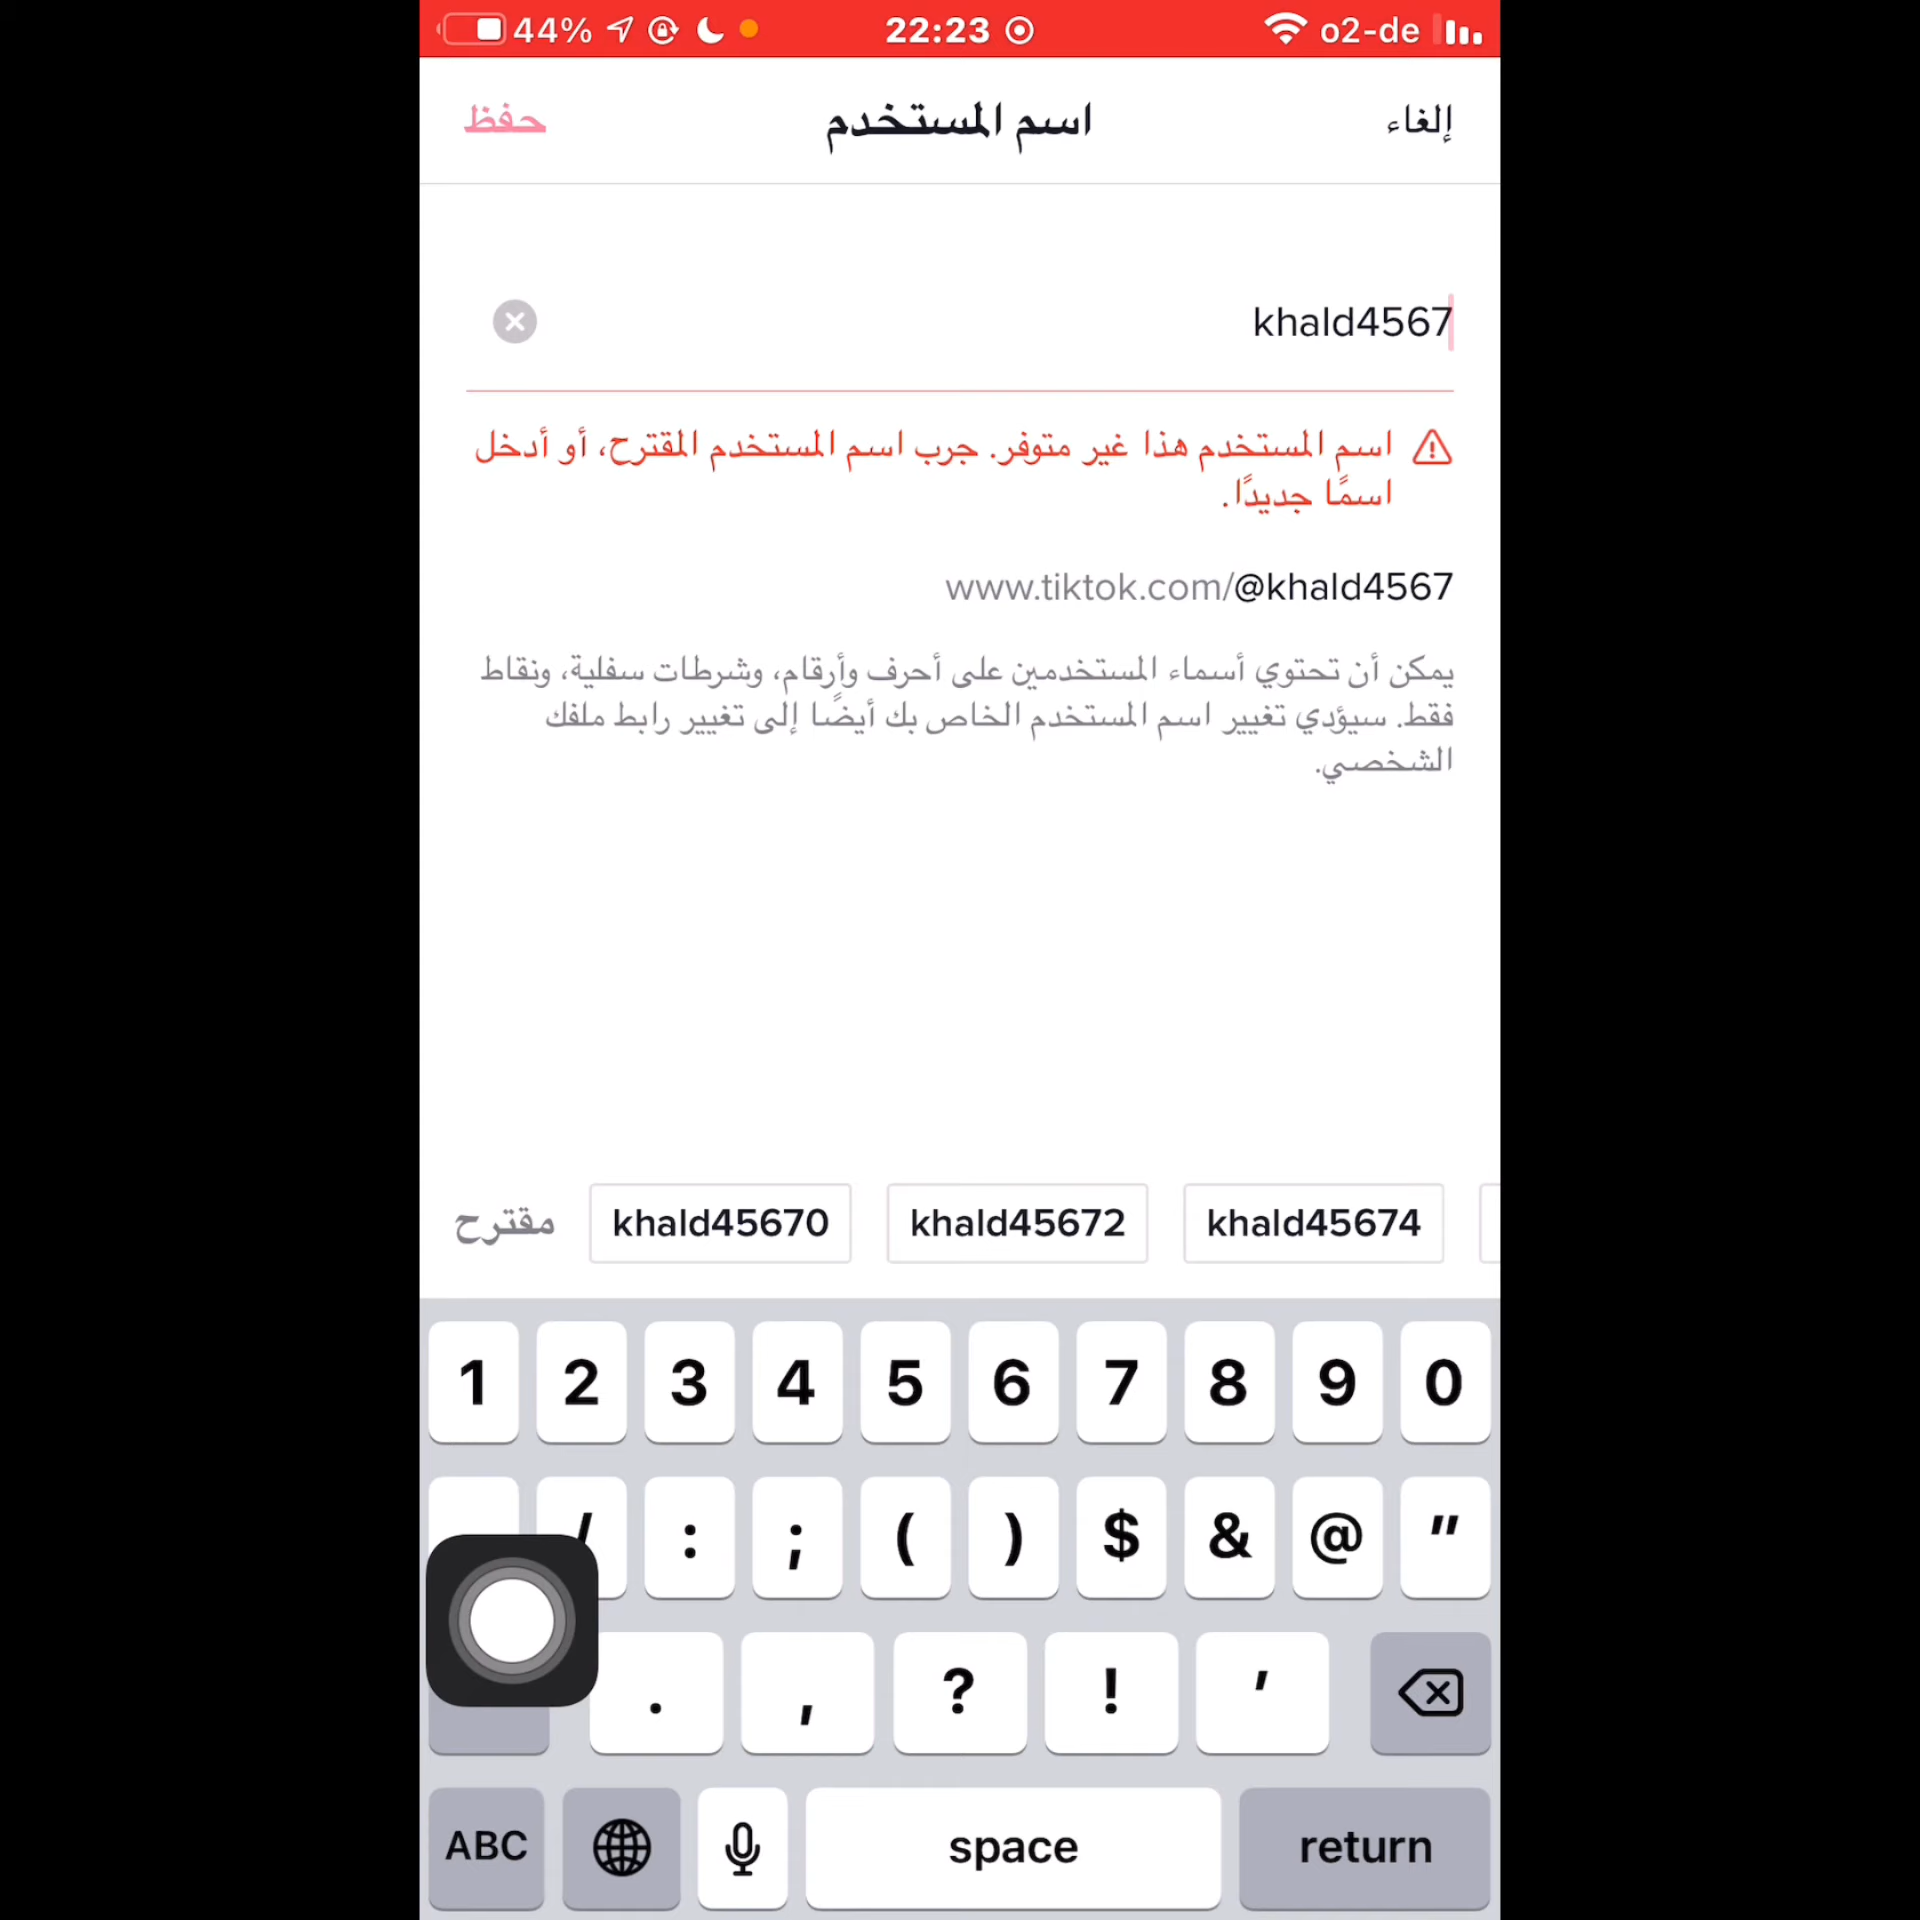 44% 22:23 o2-de
إلغاء اسم المستخدم حفظ
khald4567
اسم المستخدم هذا غير متوفر. جرب اسم المستخدم المقترح، أو أدخل
اسمًا جديدًا.
www.tiktok.com/@khald4567
يمكن أن تحتوي أسماء المستخدمين على أحرف وأرقام، وشرطات سفلية، ونقاط
فقط. سيؤدي تغيير اسم المستخدم الخاص بك أيضًا إلى تغيير رابط ملفك
الشخصي.
مقترح khald45670 khald45672 khald45674
1 2 3 4 5 6 7 8 9 0
/ : ; ( ) $ & @ "
. , ? ! '
ABC space return